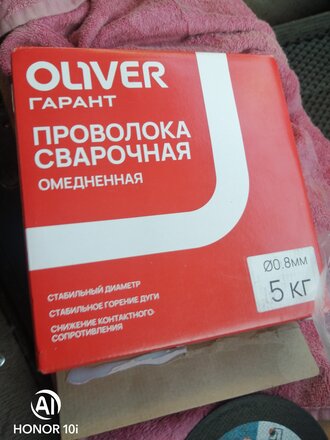 OLIVER
ГАРАНТ
ПРОВОЛОКА
СВАРОЧНАЯ
ОМЕДНЕННАЯ
СТАБИЛЬНЫЙ ДИАМЕТР
СТАБИЛЬНОЕ ГОРЕНИЕ ДУГИ
СНИЖЕНИЕ КОНТАКТНОГО
СОПРОТИВЛЕНИЯ
Ø0.8мм
5 КГ
AI
HONOR 10i